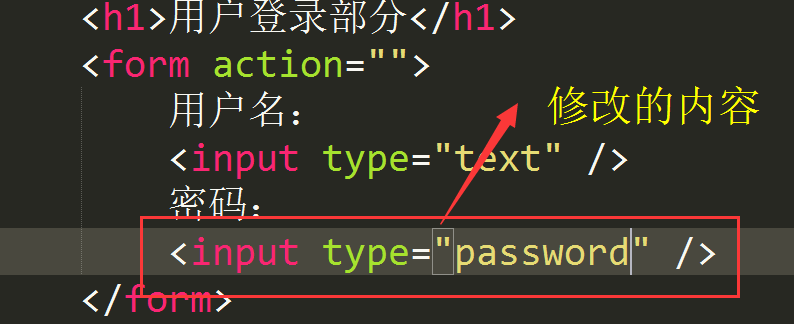 <h1>用户登录部分</h1>
<form action="">
用户名：
修改的内容
<input type="text" />
密码：
<input type="password" />
</form>